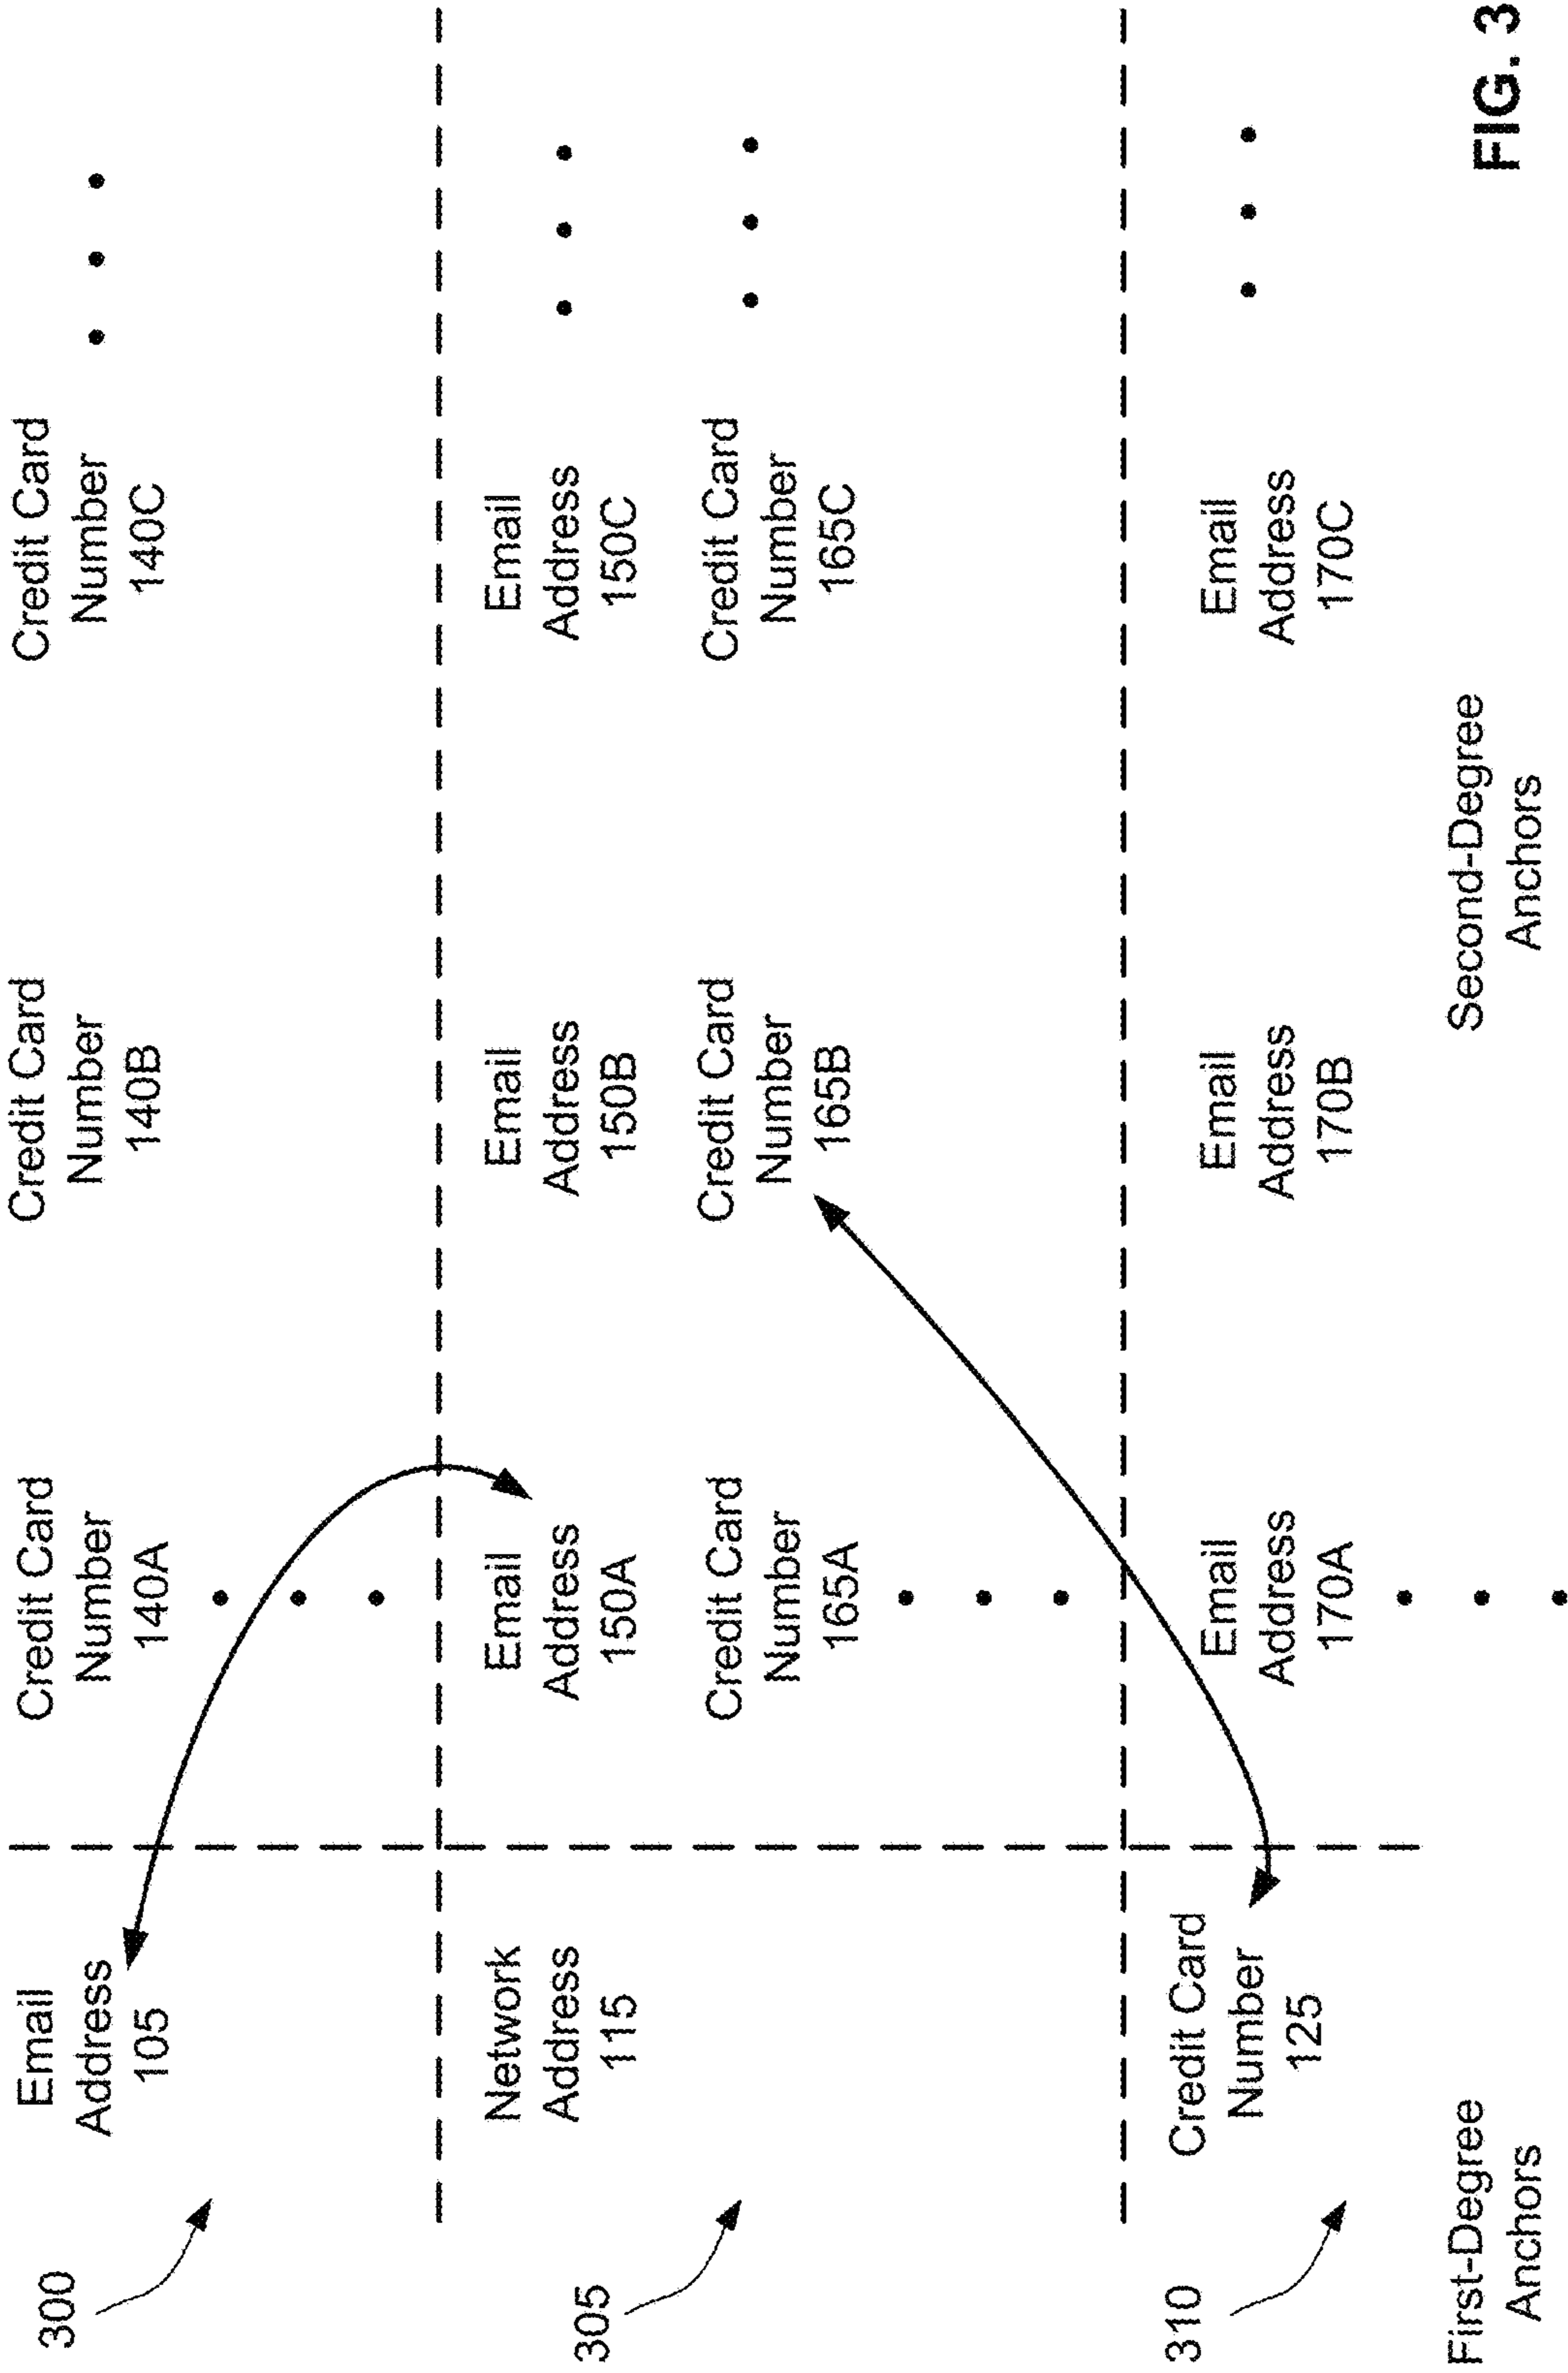 300
Email
Address
105
Credit Card
Number
140A
Credit Card
Number
140B
Credit Card
Number
140C
305
Network
Address
115
Email
Address
150A
Email
Address
150B
Email
Address
150C
Credit Card
Number
165A
Credit Card
Number
165B
Credit Card
Number
165C
310
Credit Card
Number
125
Email
Address
170A
Email
Address
170B
Email
Address
170C
First-Degree
Anchors
Second-Degree
Anchors
FIG. 3